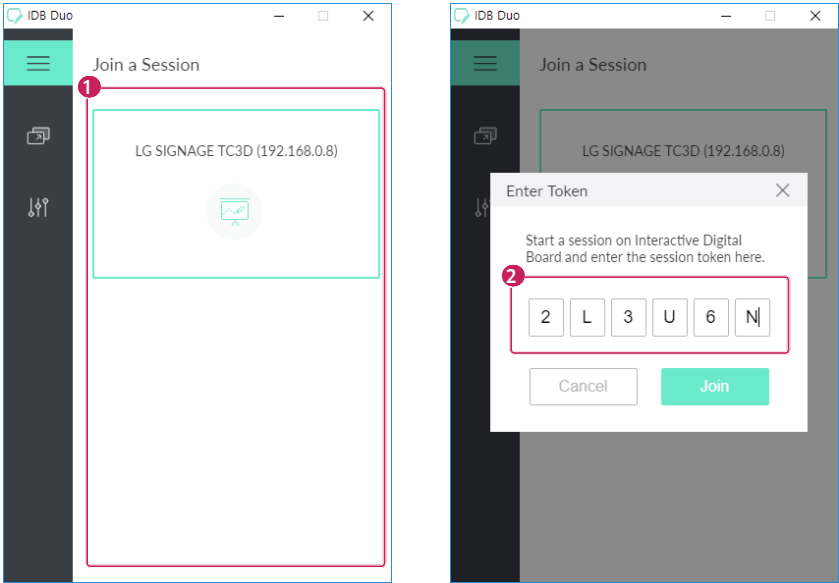 IDB Duo
Join a Session
1
LG SIGNAGE TC3D (192.168.0.8)
IDB Duo
Join a Session
LG SIGNAGE TC3D (192.168.0.8)
Enter Token
Start a session on Interactive Digital
Board and enter the session token here.
2
2 L 3 U 6 N
Cancel Join